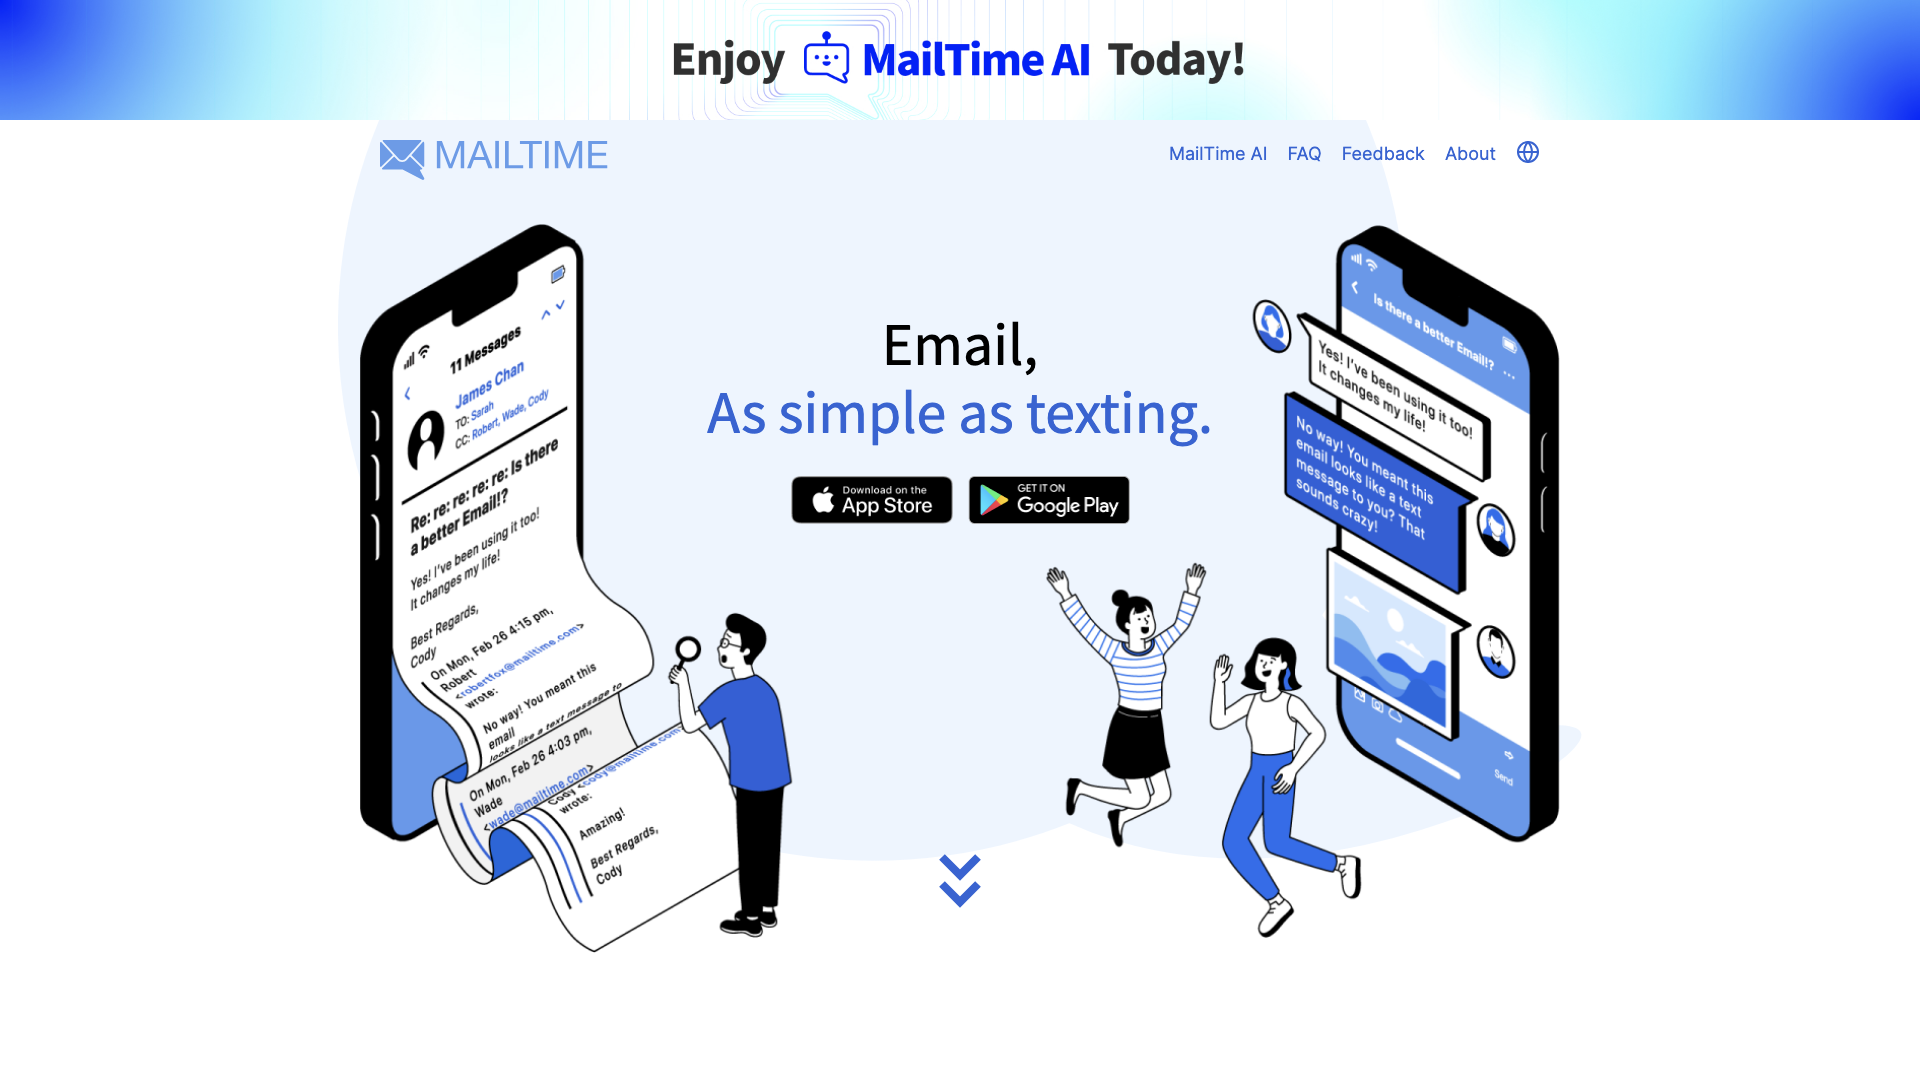 Enjoy MailTime AI Today!
MAILTIME
MailTime AI FAQ Feedback About
11 Messages
James Chan
TO: Sarah
CC: Robert, Wade, Cody
Re: re: re: re: re: Is there
a better Email!?
Yes! I've been using it too!
It changes my life!
Best Regards,
Cody
On Mon, Feb 26 4:15 pm,
Robert
<robertfox@mailtime.com>
wrote:
No way! You meant this
email
looks like a text message to
On Mon, Feb 26 4:03 pm,
Wade
<wade@mailtime.com>
Cody <cody@mailtime.com>
wrote:
Amazing!
Best Regards,
Cody
Email,
As simple as texting.
Download on the
App Store
GET IT ON
Google Play
Is there a better Email!?
Yes! I've been using it too!
It changes my life!
No way! You meant this
email looks like a text
message to you? That
sounds crazy!
Send